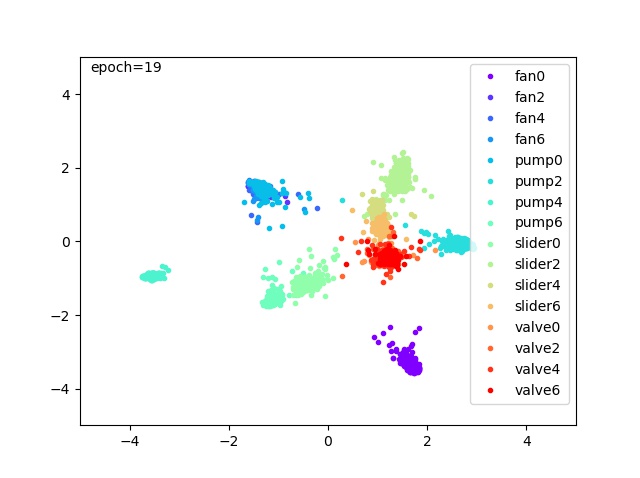 epoch=19
4
2
0
−2
−4
−4
−2
0
2
4
fan0
fan2
fan4
fan6
pump0
pump2
pump4
pump6
slider0
slider2
slider4
slider6
valve0
valve2
valve4
valve6